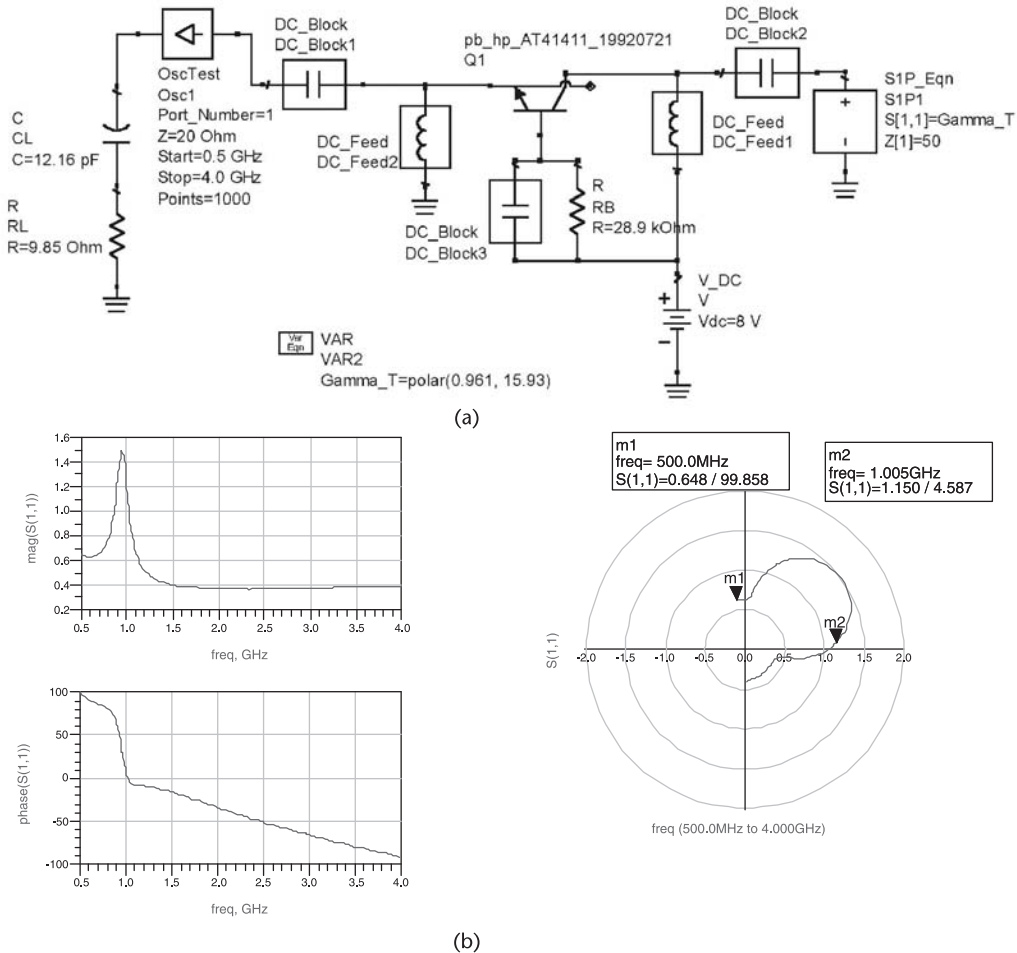 DC_Block
DC_Block1
pb_hp_AT41411_19920721
Q1
DC_Block
DC_Block2
OscTest
Osc1
Port_Number=1
Z=20 Ohm
Start=0.5 GHz
Stop=4.0 GHz
Points=1000
C
CL
C=12.16 pF
R
RL
R=9.85 Ohm
DC_Feed
DC_Feed2
DC_Block
DC_Block3
R
RB
R=28.9 kOhm
DC_Feed
DC_Feed1
+
-
S1P_Eqn
S1P1
S[1,1]=Gamma_T
Z[1]=50
+
−
V_DC
V
Vdc=8 V
Var
Eqn
VAR
VAR2
Gamma_T=polar(0.961, 15.93)
(a)
mag(S(1,1))
1.6
1.4
1.2
1.0
0.8
0.6
0.4
0.2
0.5 1.0 1.5 2.0 2.5 3.0 3.5 4.0
freq, GHz
phase(S(1,1))
100
50
0
-50
-100
0.5 1.0 1.5 2.0 2.5 3.0 3.5 4.0
freq, GHz
m1
freq= 500.0MHz
S(1,1)=0.648 / 99.858
m2
freq= 1.005GHz
S(1,1)=1.150 / 4.587
m1
m2
S(1,1)
-2.0 -1.5 -1.0 -0.5 0.0 0.5 1.0 1.5 2.0
freq (500.0MHz to 4.000GHz)
(b)